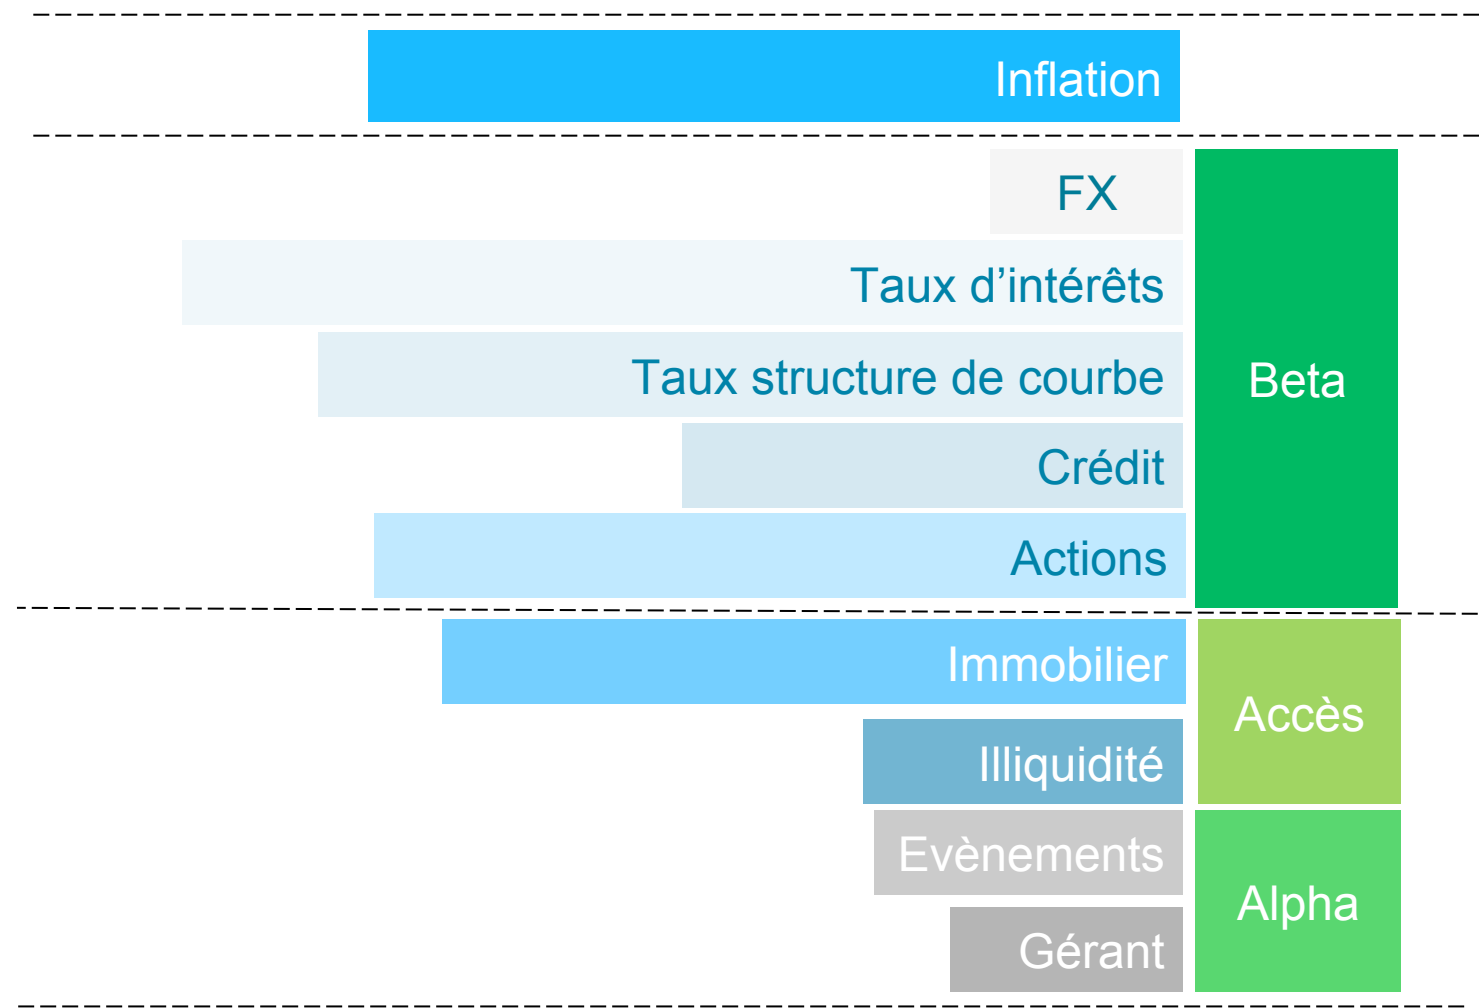 Inflation
FX
Taux d’intérêts
Taux structure de courbe
Crédit
Actions
Beta
Immobilier
Illiquidité
Accès
Evènements
Gérant
Alpha